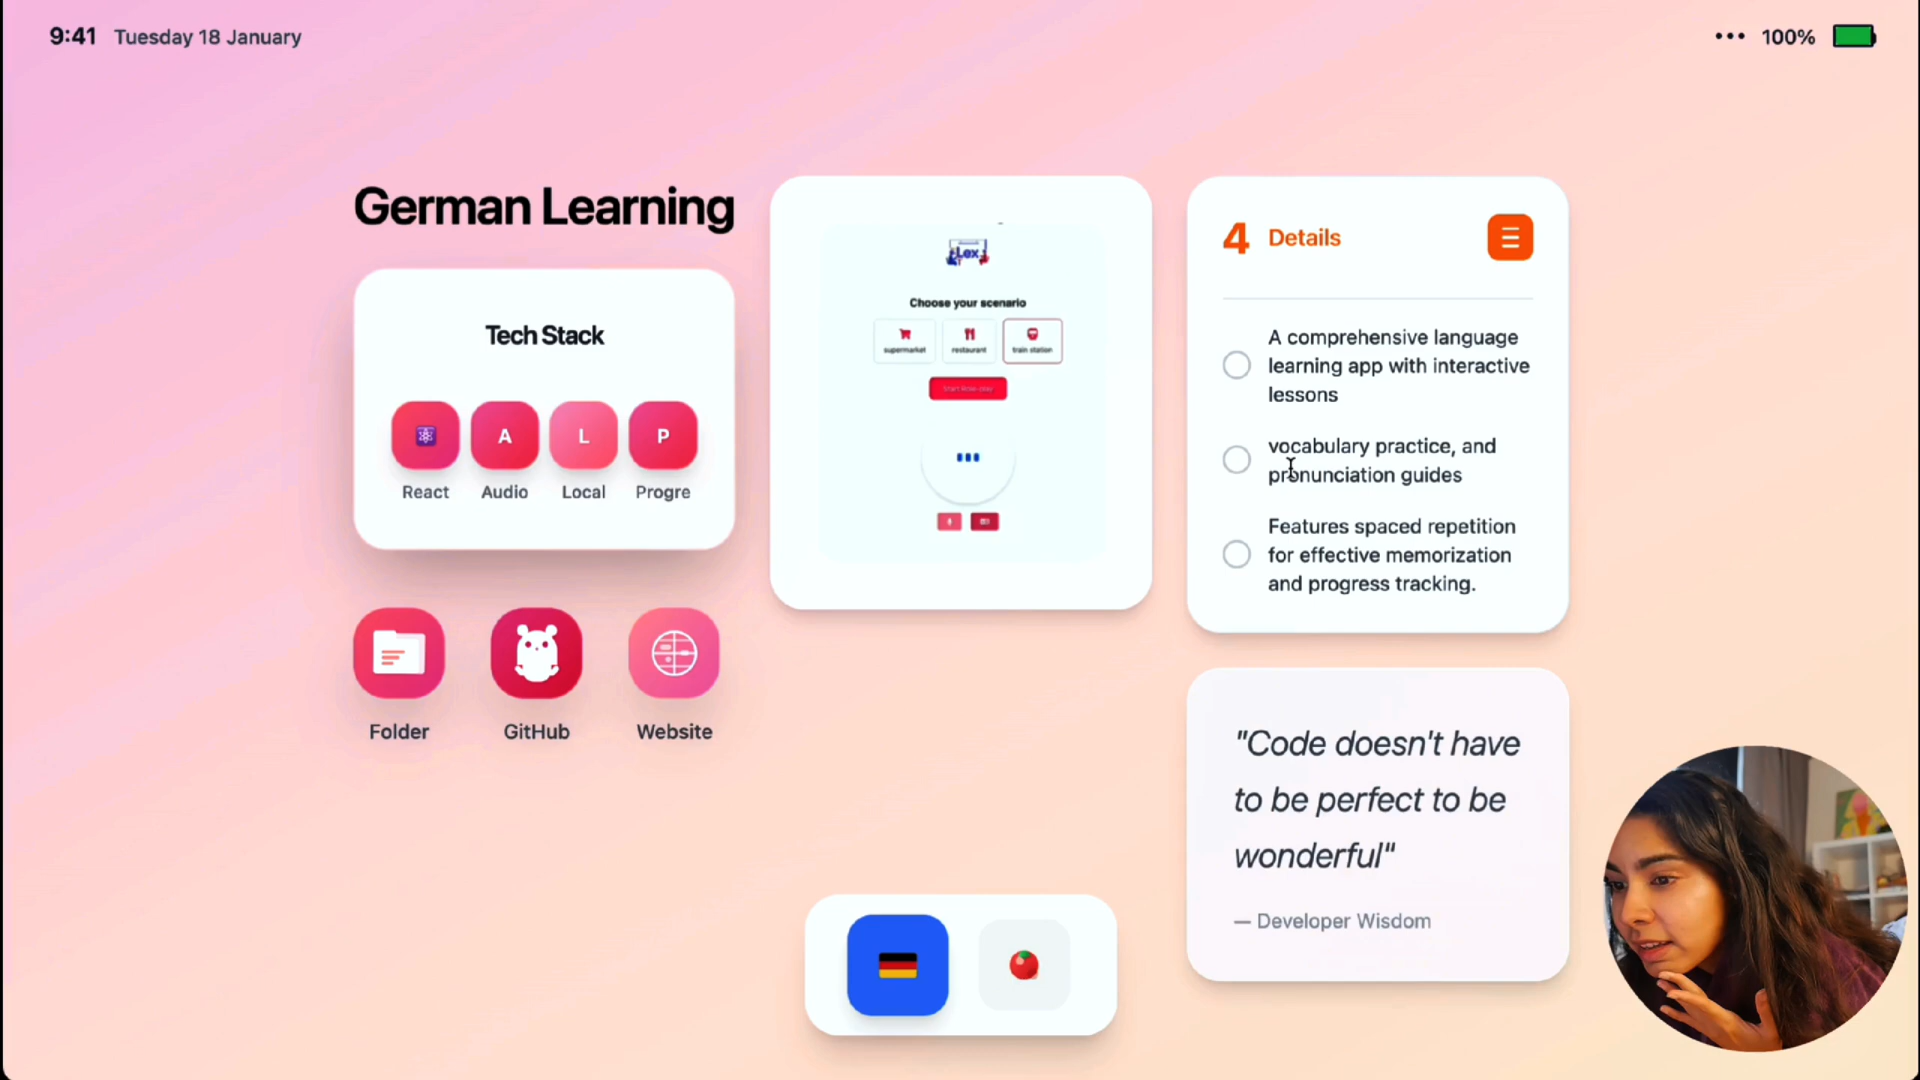 9:41 Tuesday 18 January
100%
German Learning
Tech Stack
A
L
P
React
Audio
Local
Progre
Folder
GitHub
Website
Lex
Choose your scenario
supermarket
restaurant
train station
4 Details
A comprehensive language
learning app with interactive
lessons
vocabulary practice, and
pronunciation guides
Features spaced repetition
for effective memorization
and progress tracking.
"Code doesn't have
to be perfect to be
wonderful"
— Developer Wisdom